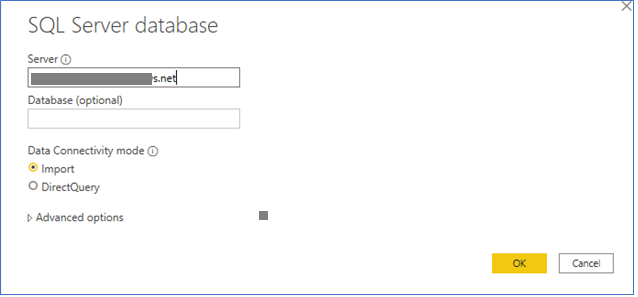 SQL Server database
Server
s.net
Database (optional)
Data Connectivity mode
Import
DirectQuery
Advanced options
OK
Cancel